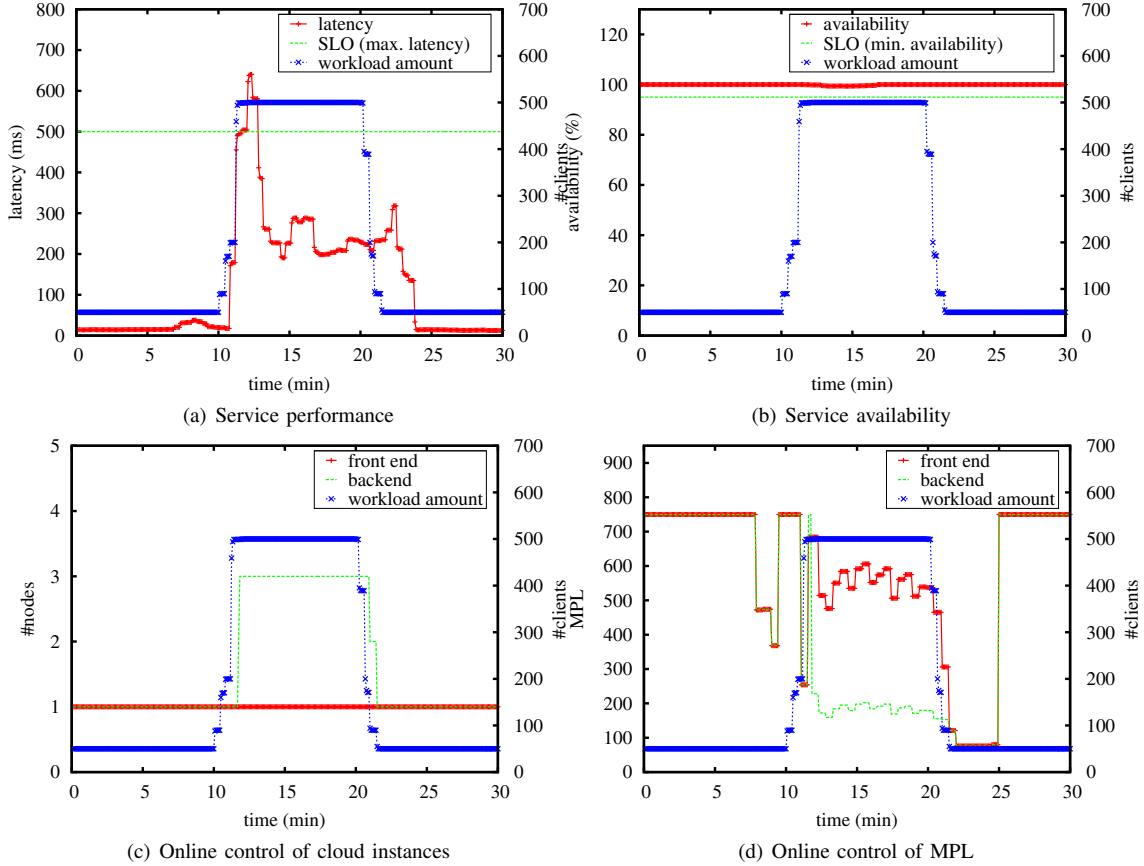 800
700
600
500
400
300
200
100
0
latency (ms)
latency
SLO (max. latency)
workload amount
700
600
500
400
300
200
100
0
#clients
0 5 10 15 20 25 30
time (min)
(a) Service performance
120
100
80
60
40
20
0
availability (%)
availability
SLO (min. availability)
workload amount
700
600
500
400
300
200
100
0
#clients
0 5 10 15 20 25 30
time (min)
(b) Service availability
5
4
3
2
1
0
#nodes
front end
backend
workload amount
700
600
500
400
300
200
100
0
#clients
0 5 10 15 20 25 30
time (min)
(c) Online control of cloud instances
900
800
700
600
500
400
300
200
100
0
MPL
front end
backend
workload amount
700
600
500
400
300
200
100
0
#clients
0 5 10 15 20 25 30
time (min)
(d) Online control of MPL